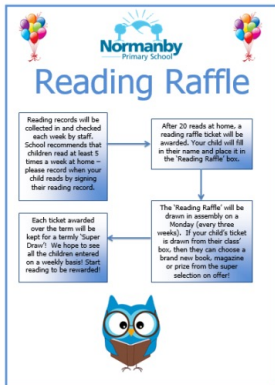 Normanby
Primary School
Reading Raffle
Reading records will be
collected in and checked
each week by staff.
School recommends that
children read at least 5
times a week at home –
please record when your
child reads by signing
their reading record.
After 20 reads at home, a
reading raffle ticket will be
awarded. Your child will fill
in their name and place it in
the 'Reading Raffle' box.
The 'Reading Raffle' will be
drawn in assembly on a
Monday (every three
weeks). If your child's ticket
is drawn from their class'
box, then they can choose a
brand new book, magazine
or prize from the super
selection on offer!
Each ticket awarded
over the term will be
kept for a termly 'Super
Draw'! We hope to see
all the children entered
on a weekly basis! Start
reading to be rewarded!